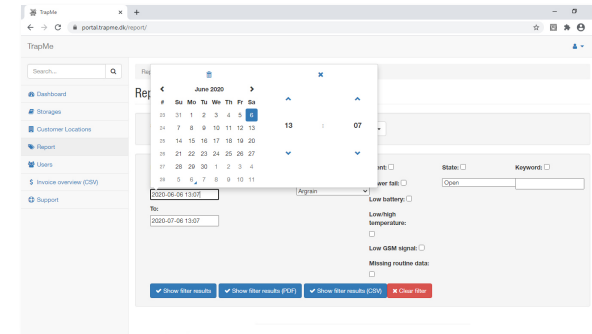 TrapMe
portal.trapme.dk/report/
TrapMe
Search...
Dashboard
Storages
Customer Locations
Report
Users
Invoice overview (CSV)
Support
June 2020
# Su Mo Tu We Th Fr Sa
23 31 1 2 3 4 5 6
24 7 8 9 10 11 12 13
25 14 15 16 17 18 19 20
26 21 22 23 24 25 26 27
27 28 29 30 1 2 3 4
28 5 6 7 8 9 10 11
13 : 07
2020-06-06 13:07
To:
2020-07-06 13:07
Argrain
Low battery:
Low/high
temperature:
Low GSM signal:
Missing routine data:
State:
Open
Keyword:
Show filter results
Show filter results (PDF)
Show filter results (CSV)
Clear filter